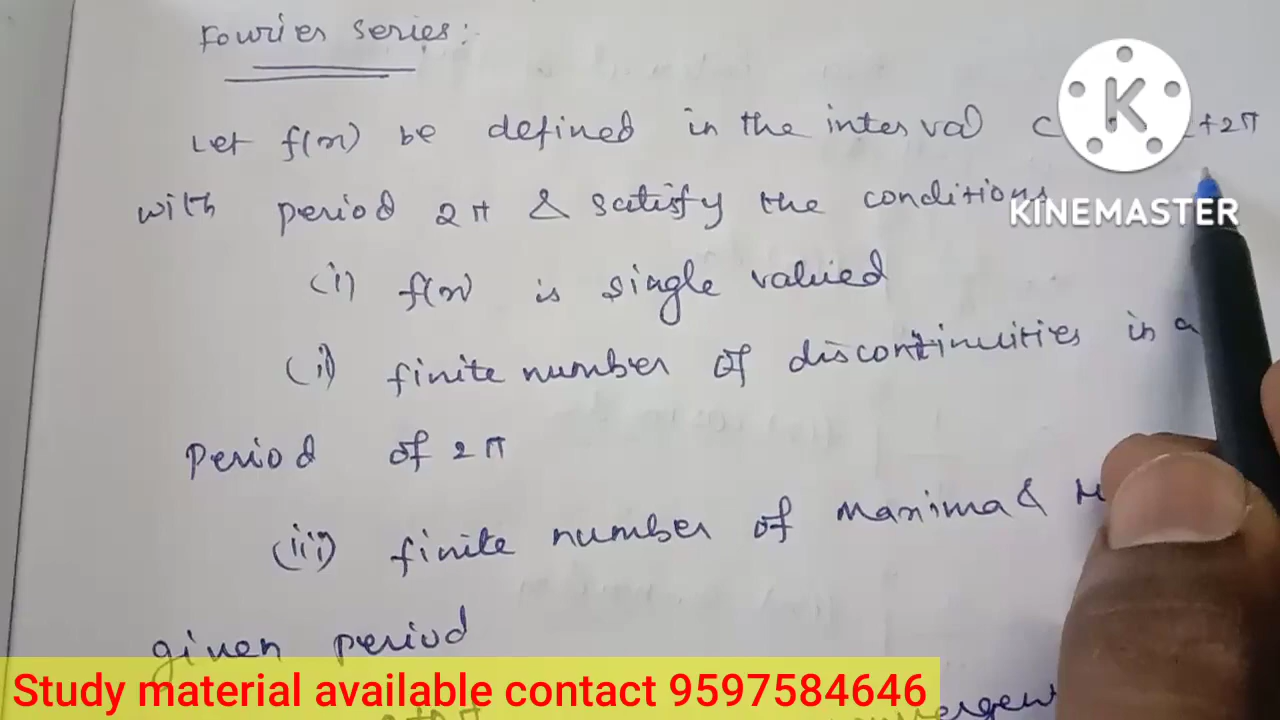 Fourier series:
Let f(x) be defined in the interval C +2π
with period 2π & satisfy the conditions
KINEMASTER
(i) f(x) is single valued
(ii) finite number of discontinuities in a
period of 2π
(iii) finite number of maxima &
given period
Study material available contact 9597584646